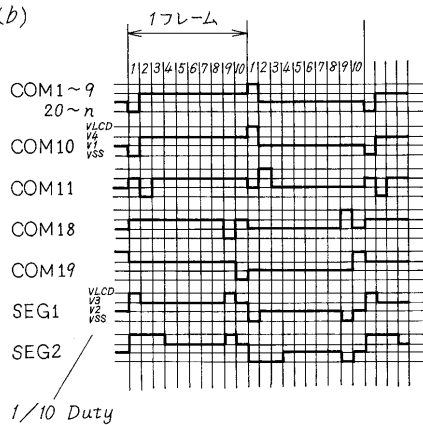 (b)
1フレーム
1 2 3 4 5 6 7 8 9 10 1 2 3 4 5 6 7 8 9 10
COM1~9
20~n
COM10
VLCD
V4
V1
VSS
COM11
COM18
COM19
SEG1
VLCD
V3
V2
VSS
SEG2
1/10 Duty